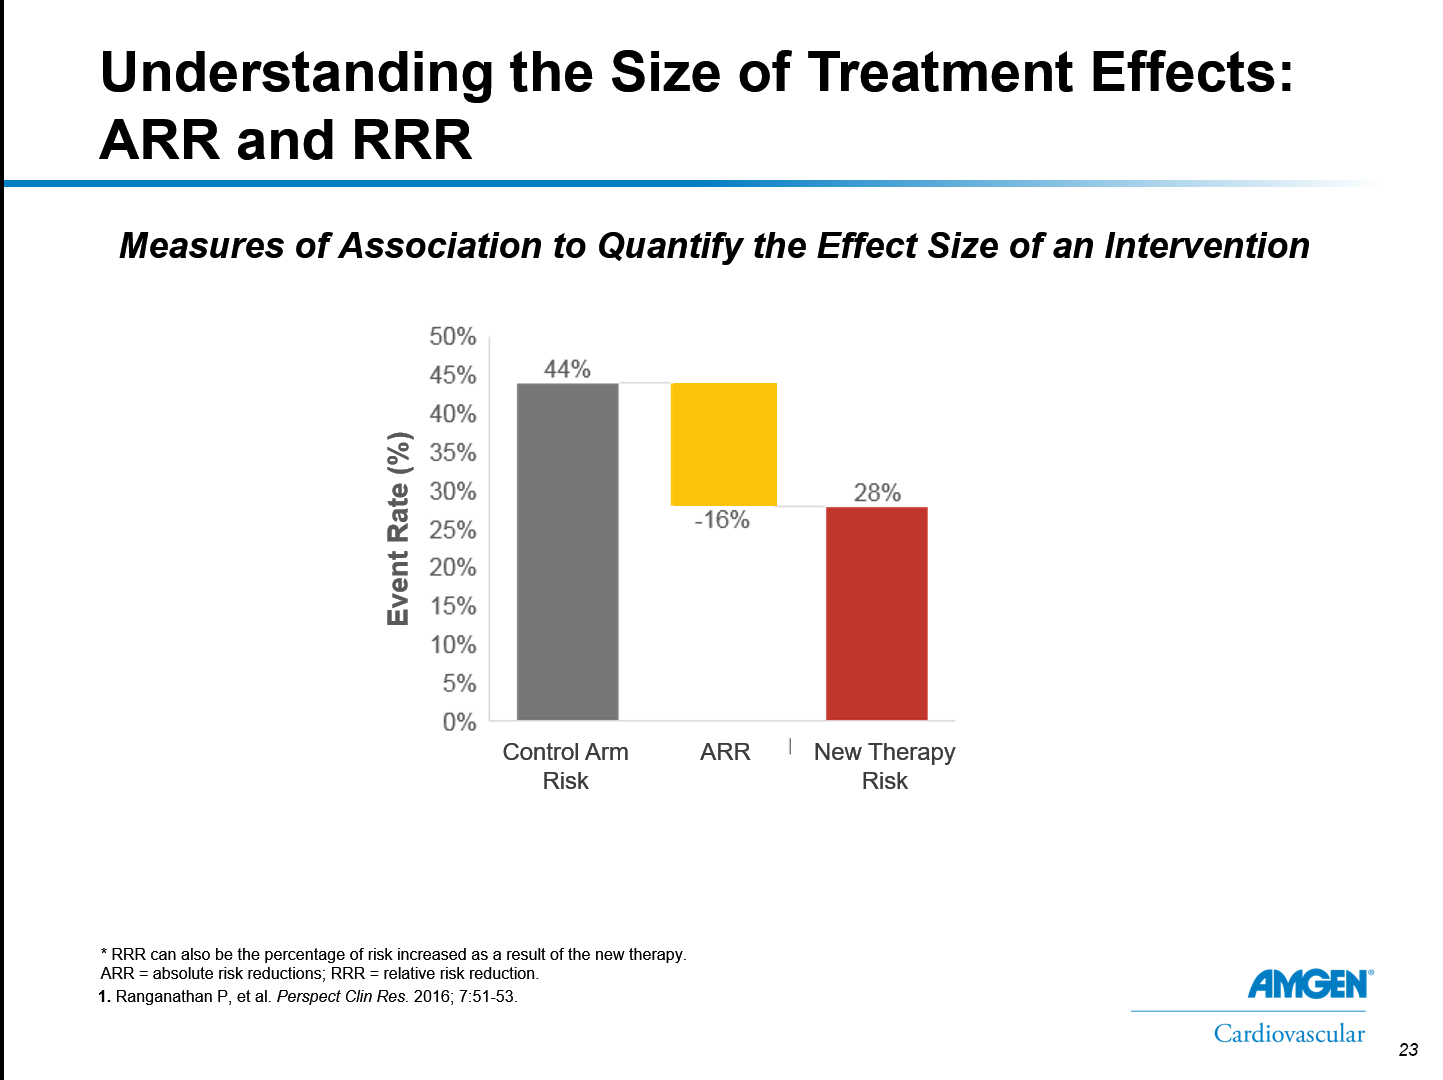 Understanding the Size of Treatment Effects:
ARR and RRR
Measures of Association to Quantify the Effect Size of an Intervention
Event Rate (%)
50%
45%
40%
35%
30%
25%
20%
15%
10%
5%
0%
44%
-16%
28%
Control Arm
Risk
ARR
New Therapy
Risk
* RRR can also be the percentage of risk increased as a result of the new therapy.
ARR = absolute risk reductions; RRR = relative risk reduction.
1. Ranganathan P, et al. Perspect Clin Res. 2016; 7:51-53.
AMGEN®
Cardiovascular
23